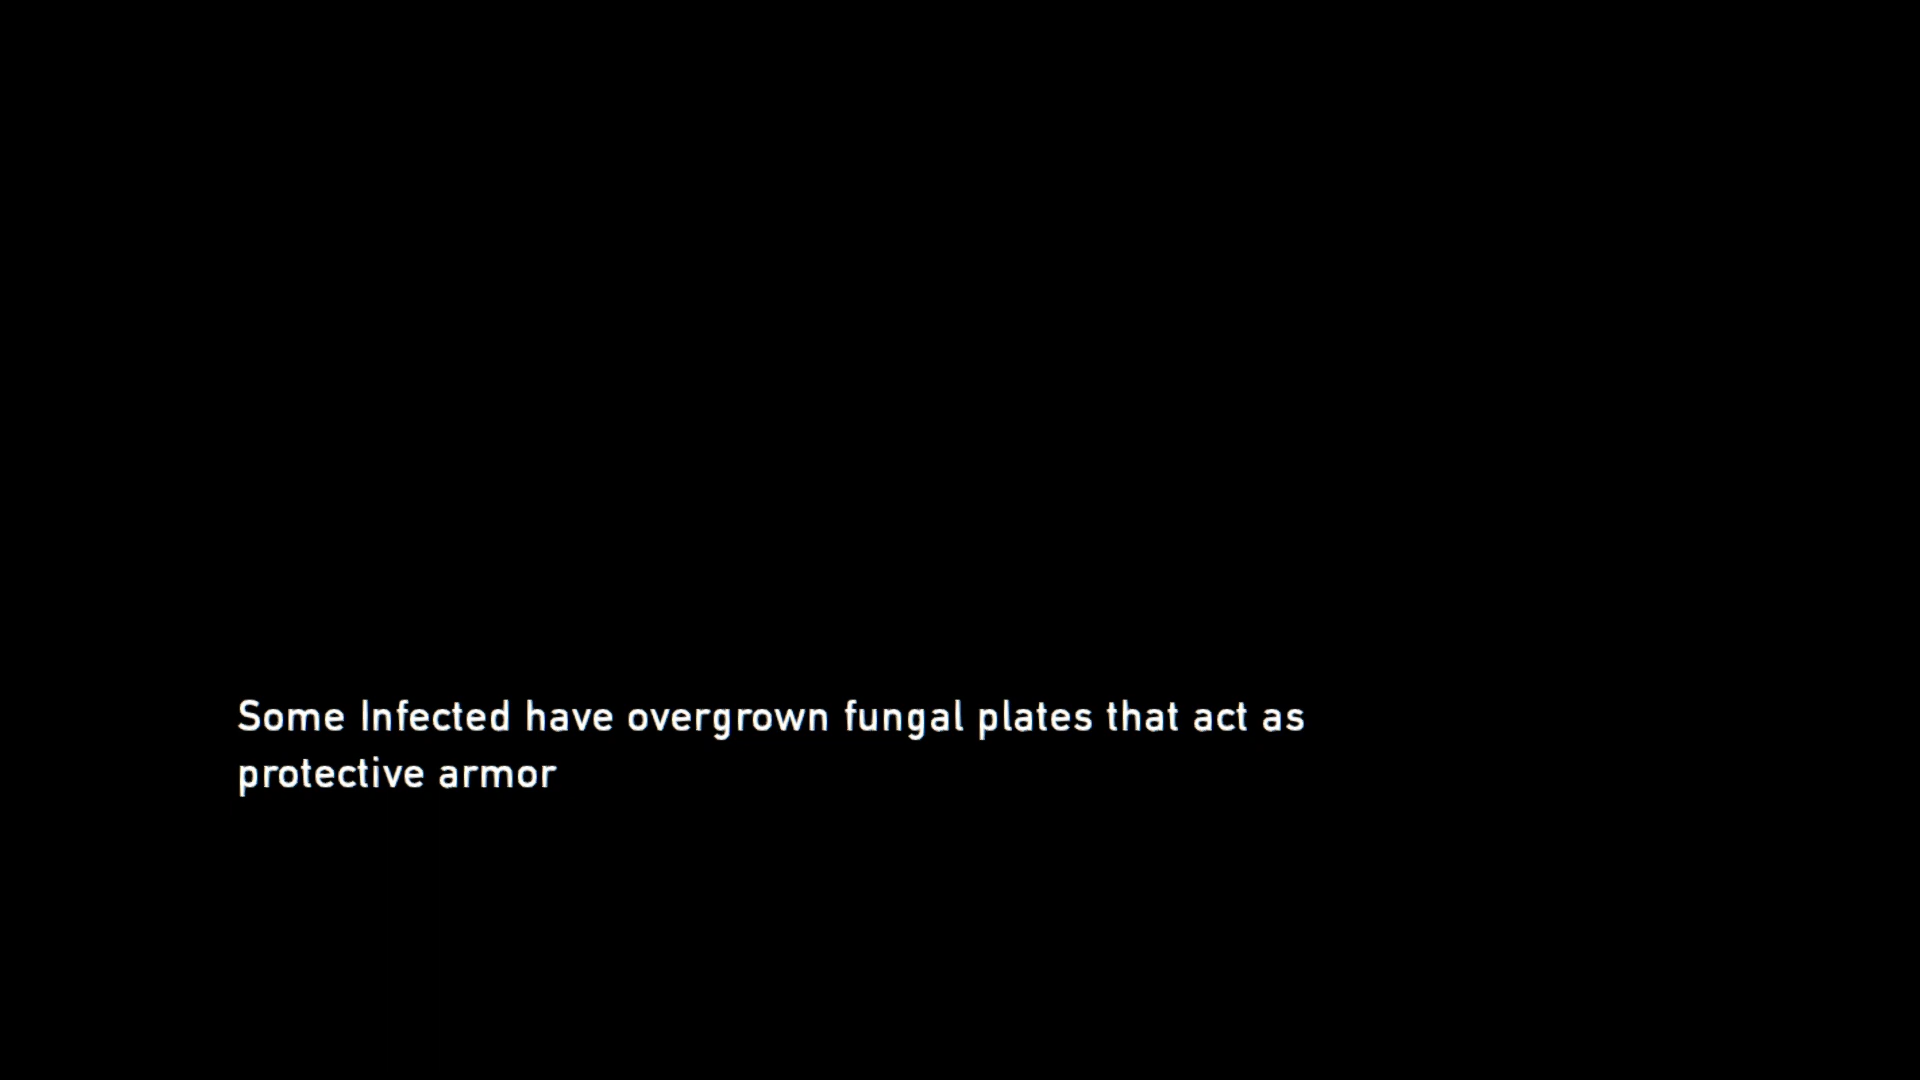 Some Infected have overgrown fungal plates that act as
protective armor